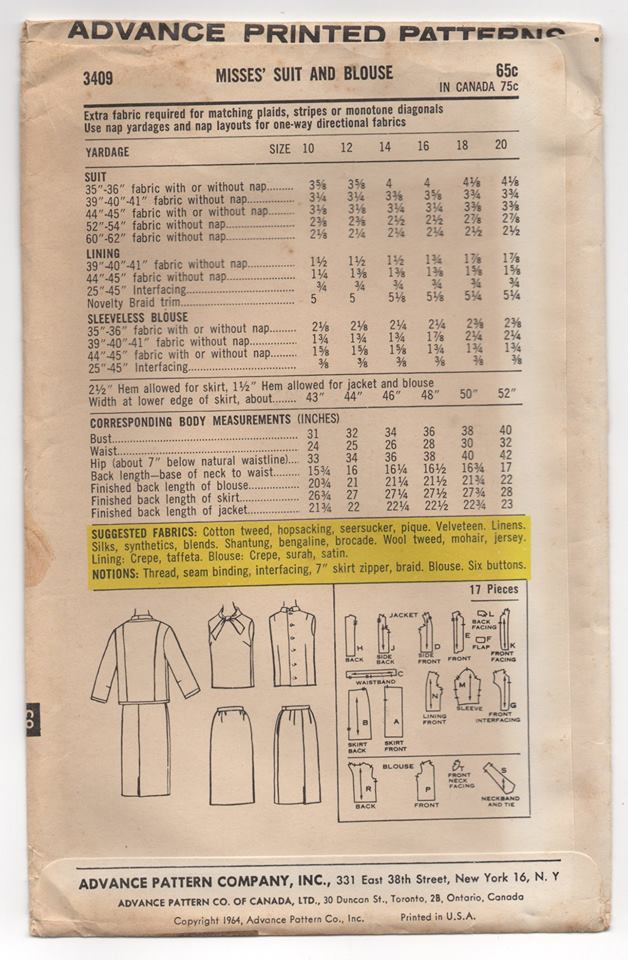 ADVANCE PRINTED PATTERNS
3409 MISSES' SUIT AND BLOUSE 65c
IN CANADA 75c
Extra fabric required for matching plaids, stripes or monotone diagonals
Use nap yardages and nap layouts for one-way directional fabrics
YARDAGE SIZE 10 12 14 16 18 20
SUIT
35"-36" fabric with or without nap......... 3⅝ 3⅝ 4 4 4⅛ 4⅛
39"-40"-41" fabric without nap............. 3¼ 3¼ 3⅜ 3⅝ 3¾ 3¾
44"-45" fabric with or without nap......... 3⅛ 3⅛ 3¼ 3¼ 3⅜ 3⅜
52"-54" fabric without nap................. 2⅜ 2⅜ 2½ 2½ 2⅞ 2⅞
60"-62" fabric without nap................. 2⅛ 2¼ 2¼ 2¼ 2½ 2½
LINING
39"-40"-41" fabric without nap............. 1½ 1½ 1½ 1¾ 1⅞ 1⅞
44"-45" fabric without nap................. 1¼ 1⅜ 1⅜ 1⅜ 1⅝ 1⅝
25"-45" Interfacing........................ ¾ ¾ ¾ ¾ ¾ ¾
Novelty Braid trim......................... 5 5 5⅛ 5⅛ 5¼ 5¼
SLEEVELESS BLOUSE
35"-36" fabric with or without nap......... 2⅛ 2⅛ 2¼ 2¼ 2⅜ 2⅜
39"-40"-41" fabric without nap............. 1¾ 1¾ 1¾ 1⅞ 2¼ 2¼
44"-45" fabric with or without nap......... 1⅝ 1⅝ 1⅝ 1¾ 1¾ 1¾
25"-45" Interfacing........................ ⅜ ⅜ ⅜ ⅜ ⅜ ⅜
2½" Hem allowed for skirt, 1½" Hem allowed for jacket and blouse
Width at lower edge of skirt, about........ 43" 44" 46" 48" 50" 52"
CORRESPONDING BODY MEASUREMENTS (INCHES)
Bust....................................... 31 32 34 36 38 40
Waist...................................... 24 25 26 28 30 32
Hip (about 7" below natural waistline).... 33 34 36 38 40 42
Back length—base of neck to waist......... 15¾ 16 16¼ 16½ 16¾ 17
Finished back length of blouse............. 20¾ 21 21¼ 21½ 21¾ 22
Finished back length of skirt.............. 26¾ 27 27¼ 27½ 27¾ 28
Finished back length of jacket............. 21¾ 22 22¼ 22½ 22¾ 23
SUGGESTED FABRICS: Cotton tweed, hopsacking, seersucker, pique. Velveteen. Linens.
Silks, synthetics, blends. Shantung, bengaline, brocade. Wool tweed, mohair, jersey.
Lining: Crepe, taffeta. Blouse: Crepe, surah, satin.
NOTIONS: Thread, seam binding, interfacing, 7" skirt zipper, braid. Blouse. Six buttons.
17 Pieces
JACKET
H
BACK
J
SIDE BACK
D
SIDE FRONT
E
FRONT
L
BACK FACING
F
FLAP
K
FRONT FACING
C
WAISTBAND
B
SKIRT BACK
A
SKIRT FRONT
N
LINING FRONT
M
SLEEVE
G
FRONT INTERFACING
BLOUSE
R
BACK
P
FRONT
T
FRONT NECK FACING
S
NECKBAND AND TIE
ADVANCE PATTERN COMPANY, INC., 331 East 38th Street, New York 16, N. Y
ADVANCE PATTERN CO. OF CANADA, LTD., 30 Duncan St., Toronto, 2B, Ontario, Canada
Copyright 1964, Advance Pattern Co., Inc. Printed in U.S.A.